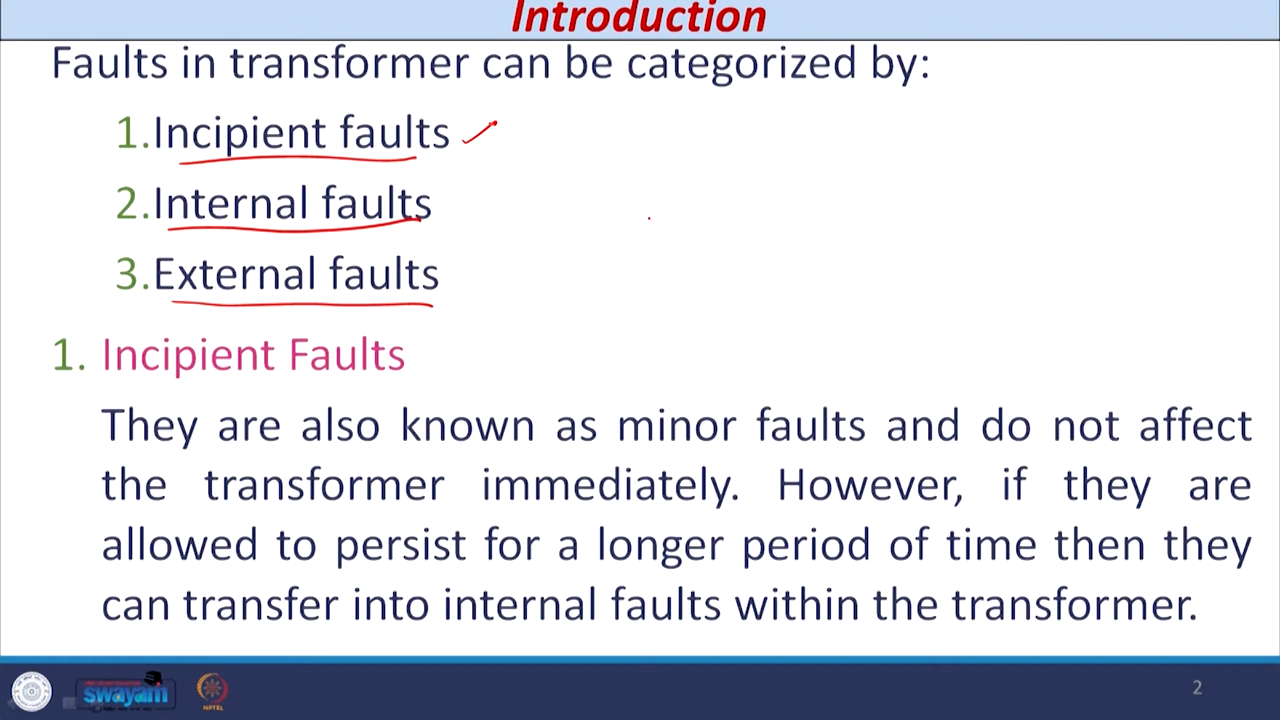 Introduction
Faults in transformer can be categorized by:
1.Incipient faults
2.Internal faults
3.External faults
1. Incipient Faults
They are also known as minor faults and do not affect
the transformer immediately. However, if they are
allowed to persist for a longer period of time then they
can transfer into internal faults within the transformer.
swayam
NPTEL
2